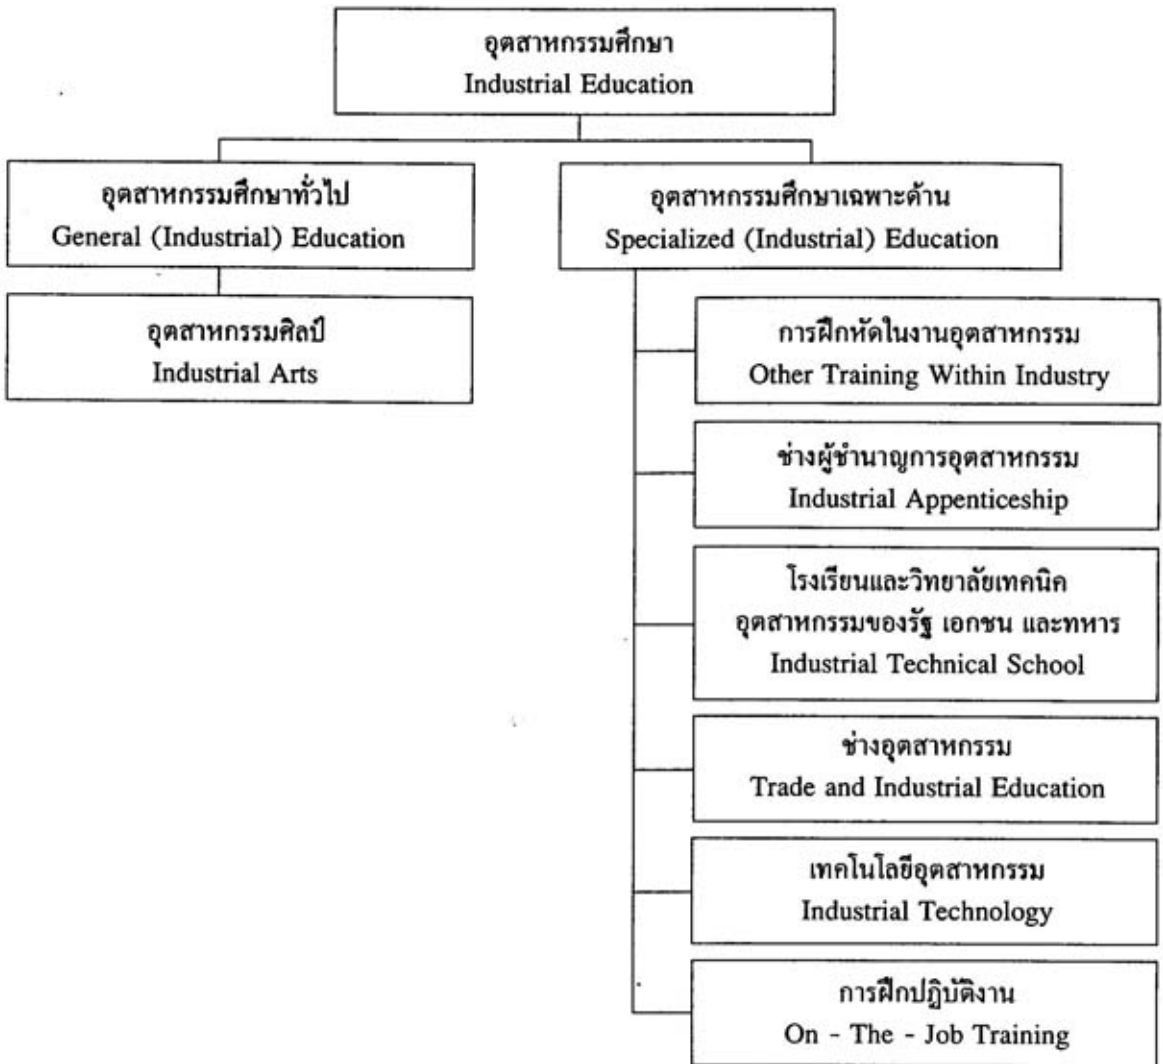 อุตสาหกรรมศึกษา
Industrial Education
อุตสาหกรรมศึกษาทั่วไป
General (Industrial) Education
อุตสาหกรรมศิลป์
Industrial Arts
อุตสาหกรรมศึกษาเฉพาะด้าน
Specialized (Industrial) Education
การฝึกหัดในงานอุตสาหกรรม
Other Training Within Industry
ช่างผู้ชำนาญการอุตสาหกรรม
Industrial Appenticeship
โรงเรียนและวิทยาลัยเทคนิค
อุตสาหกรรมของรัฐ เอกชน และทหาร
Industrial Technical School
ช่างอุตสาหกรรม
Trade and Industrial Education
เทคโนโลยีอุตสาหกรรม
Industrial Technology
การฝึกปฏิบัติงาน
On - The - Job Training